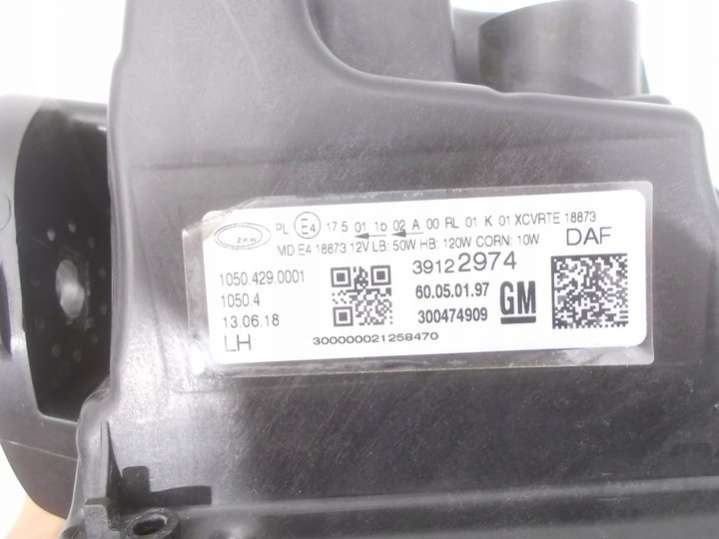 ZKW PL E4 17 5 01 1b 02 A 00 RL 01 K 01 XCVRTE 18873
MD E4 18873 12V LB: 50W HB: 120W CORN: 10W DAF
1050.429.0001 39122974
1050 4 60.05.01.97 GM
13.06.18 300474909
LH 300000021258470